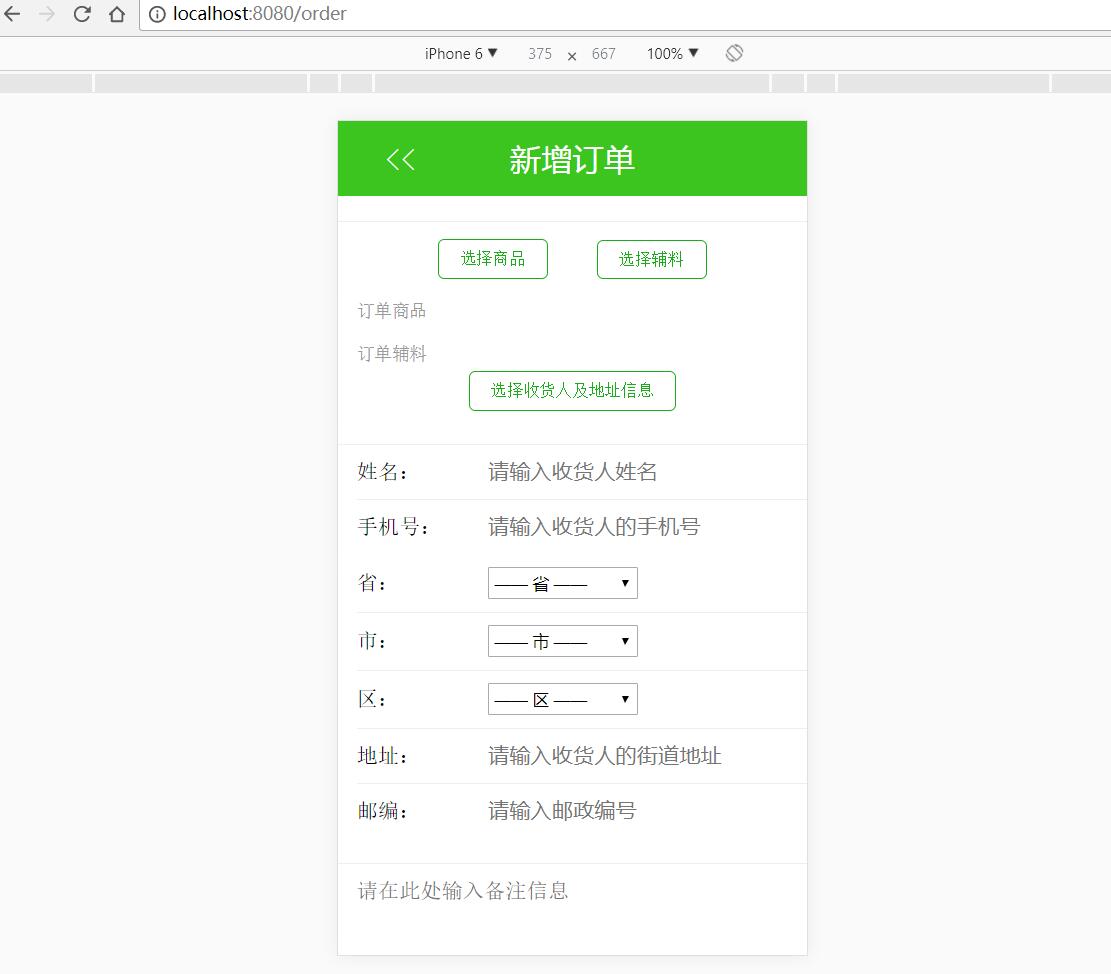 localhost:8080/order
iPhone 6 ▼ 375 × 667 100% ▼
新增订单
选择商品 选择辅料
订单商品
订单辅料
选择收货人及地址信息
姓名： 请输入收货人姓名
手机号： 请输入收货人的手机号
省： —— 省 ——
市： —— 市 ——
区： —— 区 ——
地址： 请输入收货人的街道地址
邮编： 请输入邮政编号
请在此处输入备注信息